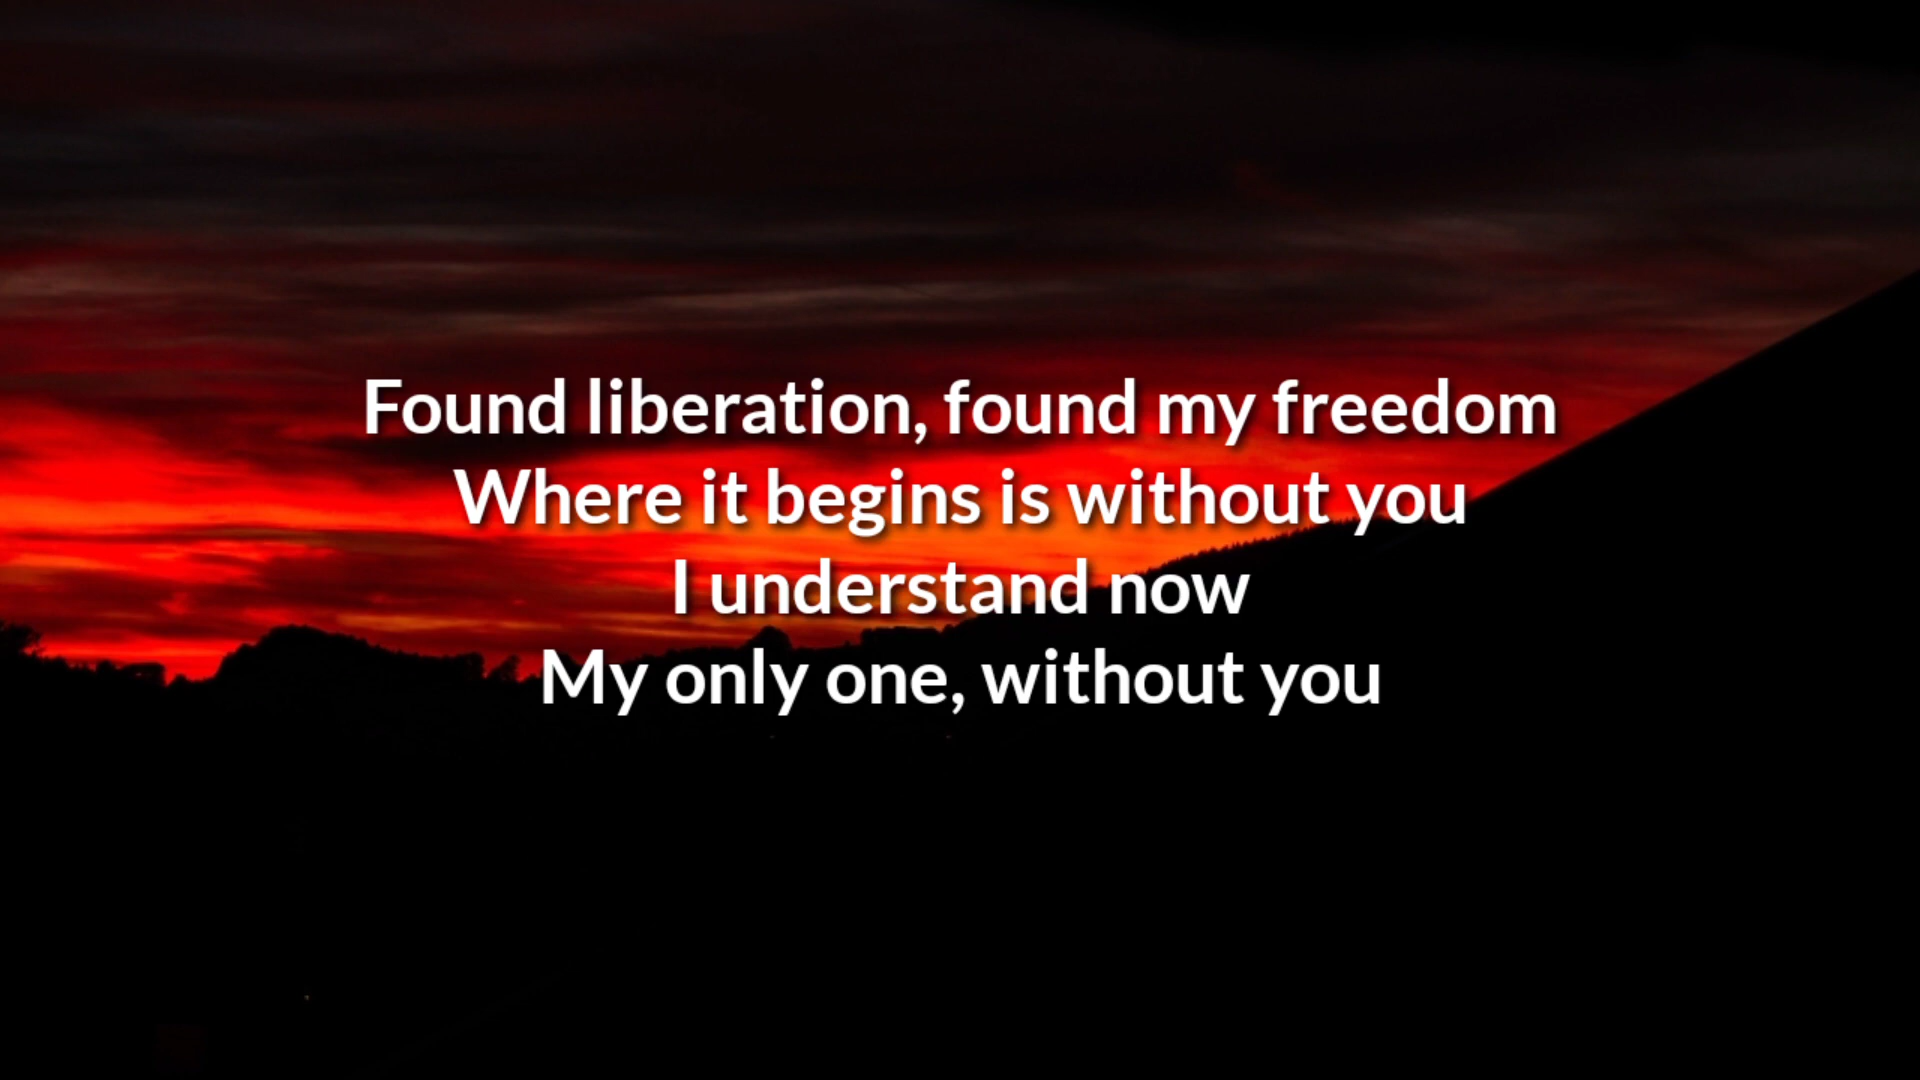 Found liberation, found my freedom
Where it begins is without you
I understand now
My only one, without you